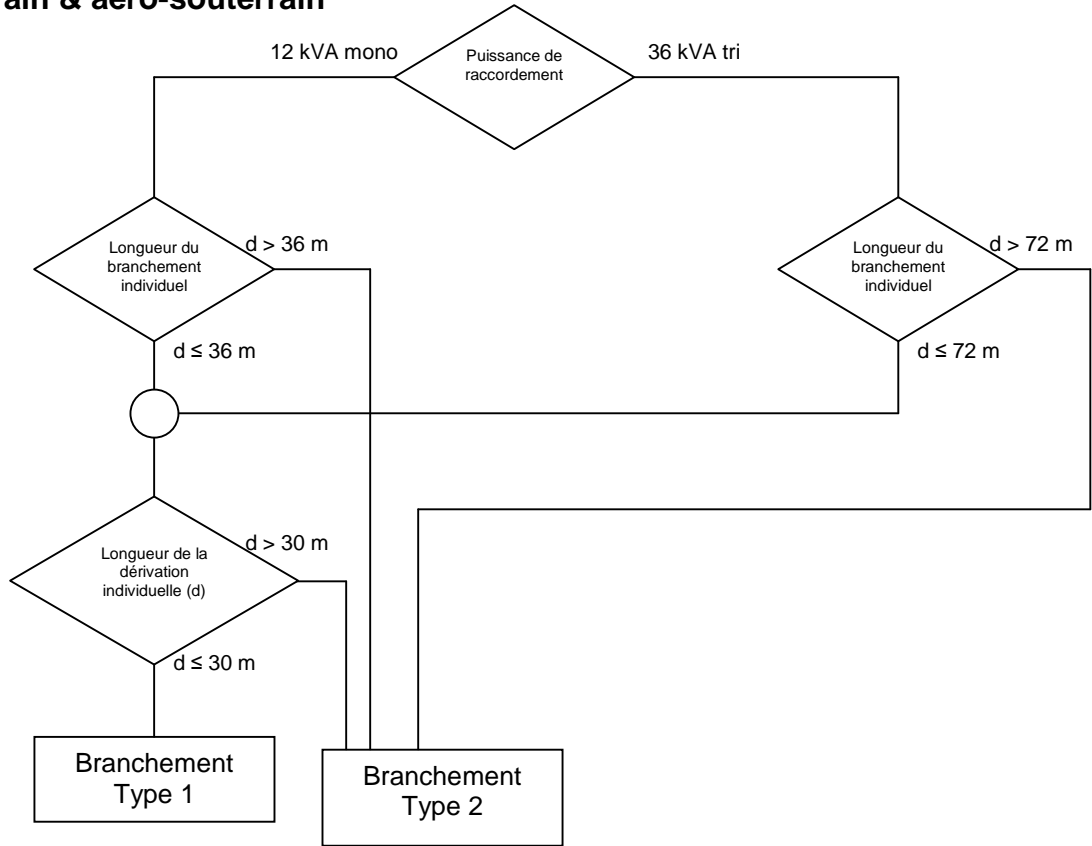 & aéro-souterrain
12 kVA mono
Puissance de
raccordement
36 kVA tri
Longueur du
branchement
individuel
d > 36 m
d ≤ 36 m
Longueur du
branchement
individuel
d > 72 m
d ≤ 72 m
Longueur de la
dérivation
individuelle (d)
d > 30 m
d ≤ 30 m
Branchement
Type 1
Branchement
Type 2